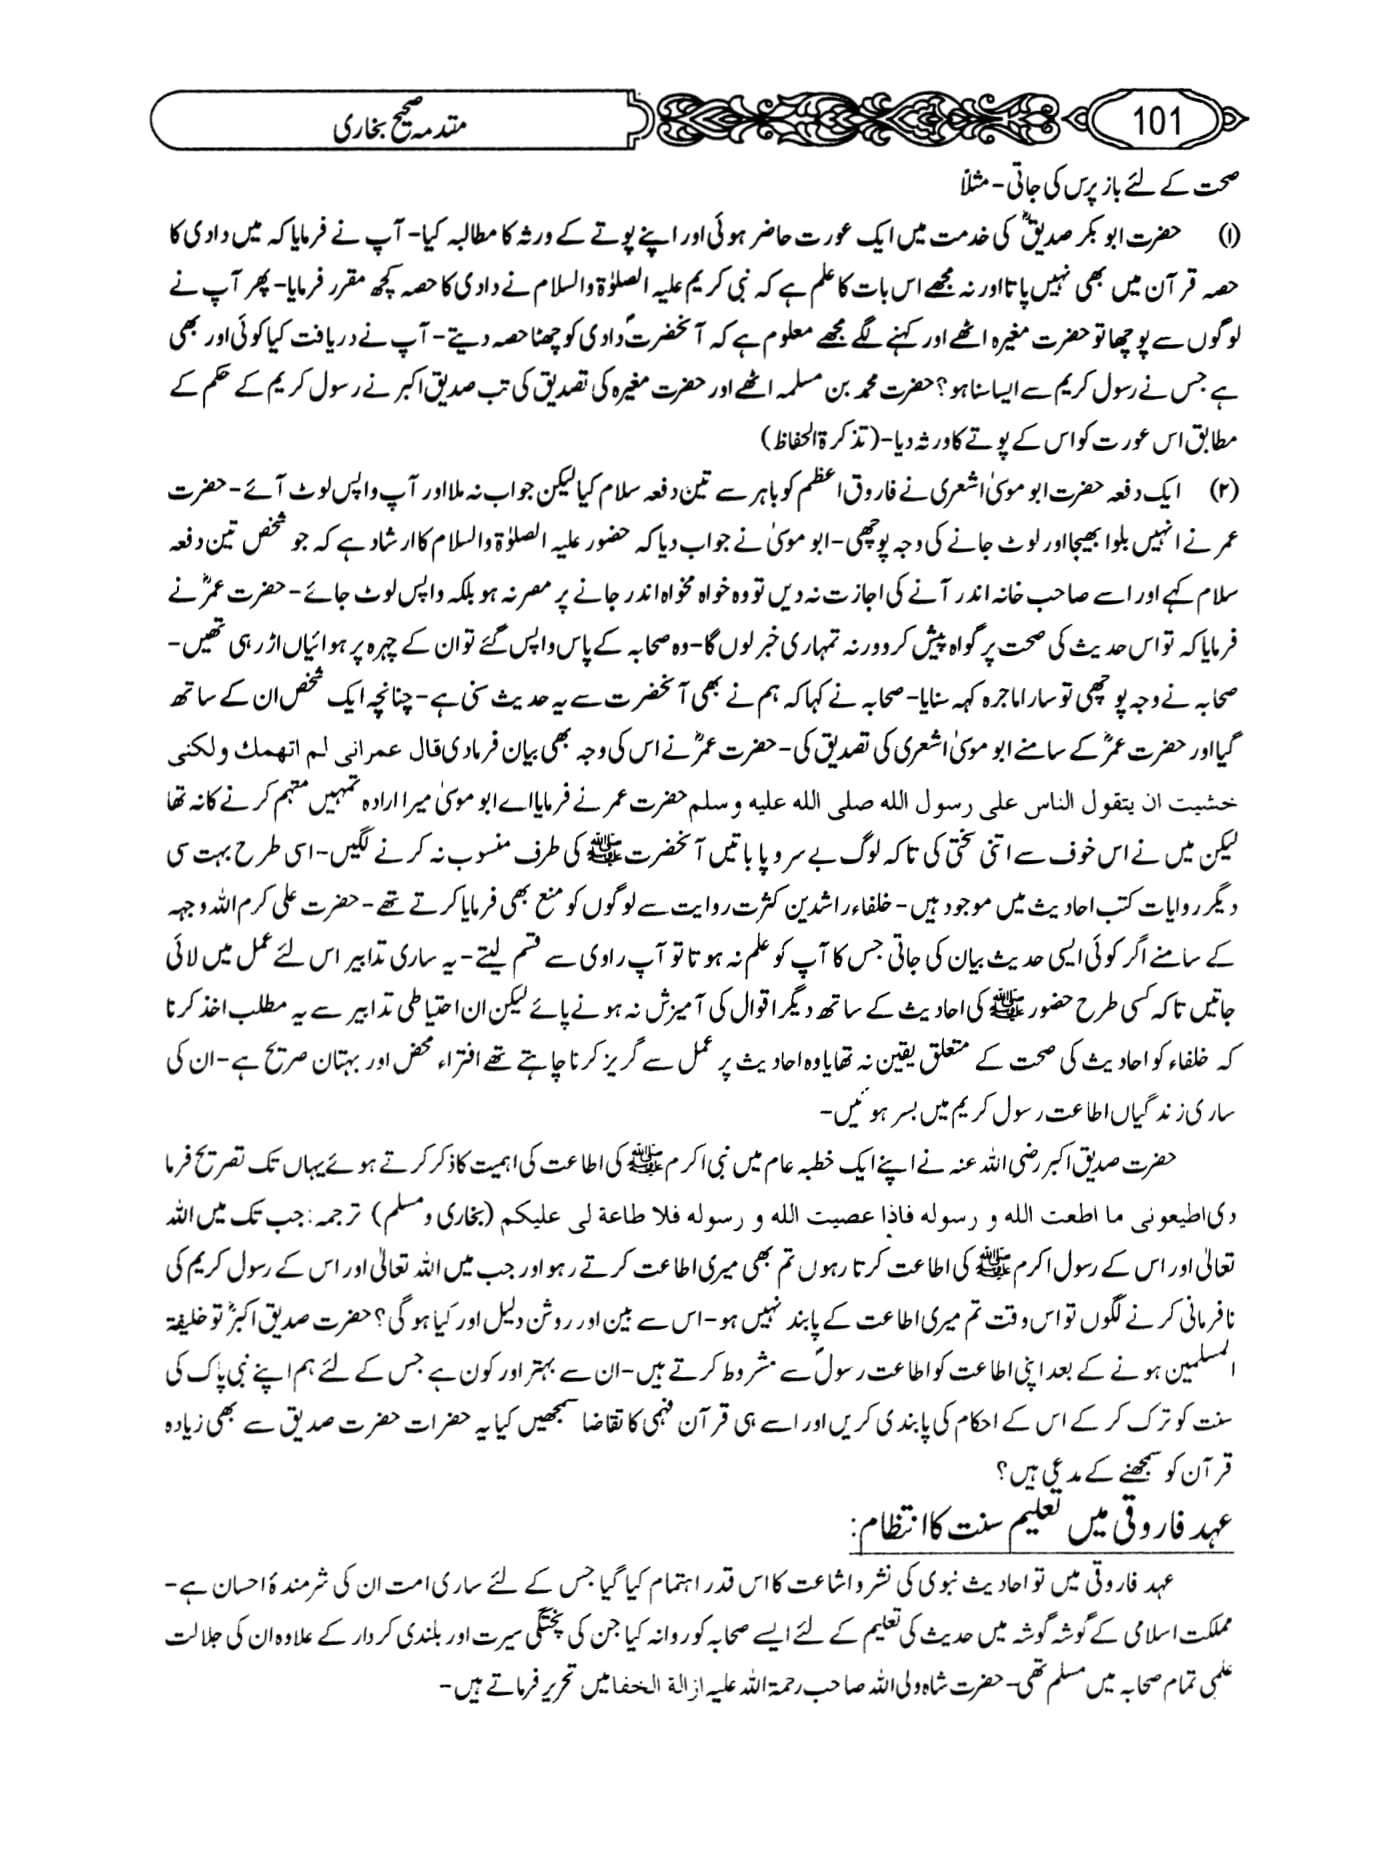 مقدمہ صحیح بخاری
101
صحت کے لئے باز پرس کی جاتی- مثلاً
(۱) حضرت ابو بکر صدیقؓ کی خدمت میں ایک عورت حاضر ہوئی اور اپنے پوتے کے ورثہ کا مطالبہ کیا- آپ نے فرمایا کہ میں دادی کا
حصہ قرآن میں بھی نہیں پاتا اور نہ مجھے اس بات کا علم ہے کہ نبی کریم علیہ الصلوٰۃ والسلام نے دادی کا حصہ کچھ مقرر فرمایا- پھر آپ نے
لوگوں سے پوچھا تو حضرت مغیرہ اٹھے اور کہنے لگے مجھے معلوم ہے کہ آنحضرتؐ دادی کو چھٹا حصہ دیتے- آپ نے دریافت کیا کوئی اور بھی
ہے جس نے رسول کریم سے ایسا سنا ہو؟ حضرت محمد بن مسلمہ اٹھے اور حضرت مغیرہ کی تصدیق کی تب صدیق اکبر نے رسول کریم کے حکم کے
مطابق اس عورت کو اس کے پوتے کا ورثہ دیا- (تذکرۃ الحفاظ)
(۲) ایک دفعہ حضرت ابو موسیٰ اشعری نے فاروق اعظم کو باہر سے تین دفعہ سلام کیا لیکن جواب نہ ملا اور آپ واپس لوٹ آئے- حضرت
عمر نے انہیں بلوا بھیجا اور لوٹ جانے کی وجہ پوچھی- ابو موسیٰ نے جواب دیا کہ حضور علیہ الصلوٰۃ والسلام کا ارشاد ہے کہ جو شخص تین دفعہ
سلام کہے اور اسے صاحب خانہ اندر آنے کی اجازت نہ دیں تو وہ خواہ مخواہ اندر جانے پر مصر نہ ہو بلکہ واپس لوٹ جائے- حضرت عمرؓ نے
فرمایا کہ تو اس حدیث کی صحت پر گواہ پیش کرو ورنہ تمہاری خبر لوں گا- وہ صحابہ کے پاس واپس گئے تو ان کے چہرہ پر ہوائیاں اڑ رہی تھیں-
صحابہ نے وجہ پوچھی تو سارا ماجرہ کہہ سنایا- صحابہ نے کہا کہ ہم نے بھی آنحضرت سے یہ حدیث سنی ہے- چنانچہ ایک شخص ان کے ساتھ
گیا اور حضرت عمرؓ کے سامنے ابو موسیٰ اشعری کی تصدیق کی- حضرت عمرؓ نے اس کی وجہ بھی بیان فرما دی قال عمرانی لم اتهمك ولكنی
خشیت ان یتقول الناس علی رسول الله صلی الله علیه وسلم حضرت عمر نے فرمایا اے ابو موسیٰ میرا ارادہ تمہیں متہم کرنے کا نہ تھا
لیکن میں نے اس خوف سے اتنی سختی کی تاکہ لوگ بے سروپا باتیں آنحضرت ﷺ کی طرف منسوب نہ کرنے لگیں- اسی طرح بہت سی
دیگر روایات کتب احادیث میں موجود ہیں- خلفاء راشدین کثرت روایت سے لوگوں کو منع بھی فرمایا کرتے تھے- حضرت علی کرم اللہ وجہہ
کے سامنے اگر کوئی ایسی حدیث بیان کی جاتی جس کا آپ کو علم نہ ہوتا تو آپ راوی سے قسم لیتے- یہ ساری تدابیر اس لئے عمل میں لائی
جاتیں تاکہ کسی طرح حضور ﷺ کی احادیث کے ساتھ دیگر اقوال کی آمیزش نہ ہونے پائے لیکن ان احتیاطی تدابیر سے یہ مطلب اخذ کرنا
کہ خلفاء کو احادیث کی صحت کے متعلق یقین نہ تھا یا وہ احادیث پر عمل سے گریز کرنا چاہتے تھے افتراء محض اور بہتان صریح ہے- ان کی
ساری زندگیاں اطاعت رسول کریم میں بسر ہوئیں-
حضرت صدیق اکبر رضی اللہ عنہ نے اپنے ایک خطبہ عام میں نبی اکرم ﷺ کی اطاعت کی اہمیت کا ذکر کرتے ہوئے یہاں تک تصریح فرما
دی اطیعونی ما اطعت الله و رسوله فاذا عصیت الله و رسوله فلا طاعة لی علیکم (بخاری و مسلم) ترجمہ: جب تک میں اللہ
تعالیٰ اور اس کے رسول اکرم ﷺ کی اطاعت کرتا رہوں تم بھی میری اطاعت کرتے رہو اور جب میں اللہ تعالیٰ اور اس کے رسول کریم کی
نافرمانی کرنے لگوں تو اس وقت تم میری اطاعت کے پابند نہیں ہو- اس سے بین اور روشن دلیل اور کیا ہو گی؟ حضرت صدیق اکبرؓ تو خلیفۃ
المسلمین ہونے کے بعد اپنی اطاعت کو اطاعت رسولؐ سے مشروط کرتے ہیں- ان سے بہتر اور کون ہے جس کے لئے ہم اپنے نبی پاک کی
سنت کو ترک کر کے اس کے احکام کی پابندی کریں اور اسے ہی قرآن فہمی کا تقاضا سمجھیں کیا یہ حضرات حضرت صدیق سے بھی زیادہ
قرآن کو سمجھنے کے مدعی ہیں؟
عہد فاروقی میں تعلیم سنت کا انتظام:
عہد فاروقی میں تو احادیث نبوی کی نشر و اشاعت کا اس قدر اہتمام کیا گیا جس کے لئے ساری امت ان کی شرمندۂ احسان ہے-
مملکت اسلامی کے گوشہ گوشہ میں حدیث کی تعلیم کے لئے ایسے صحابہ کو روانہ کیا جن کی پختگی سیرت اور بلندی کردار کے علاوہ ان کی جلالت
علمی تمام صحابہ میں مسلم تھی- حضرت شاہ ولی اللہ صاحب رحمۃ اللہ علیہ ازالة الخفا میں تحریر فرماتے ہیں-